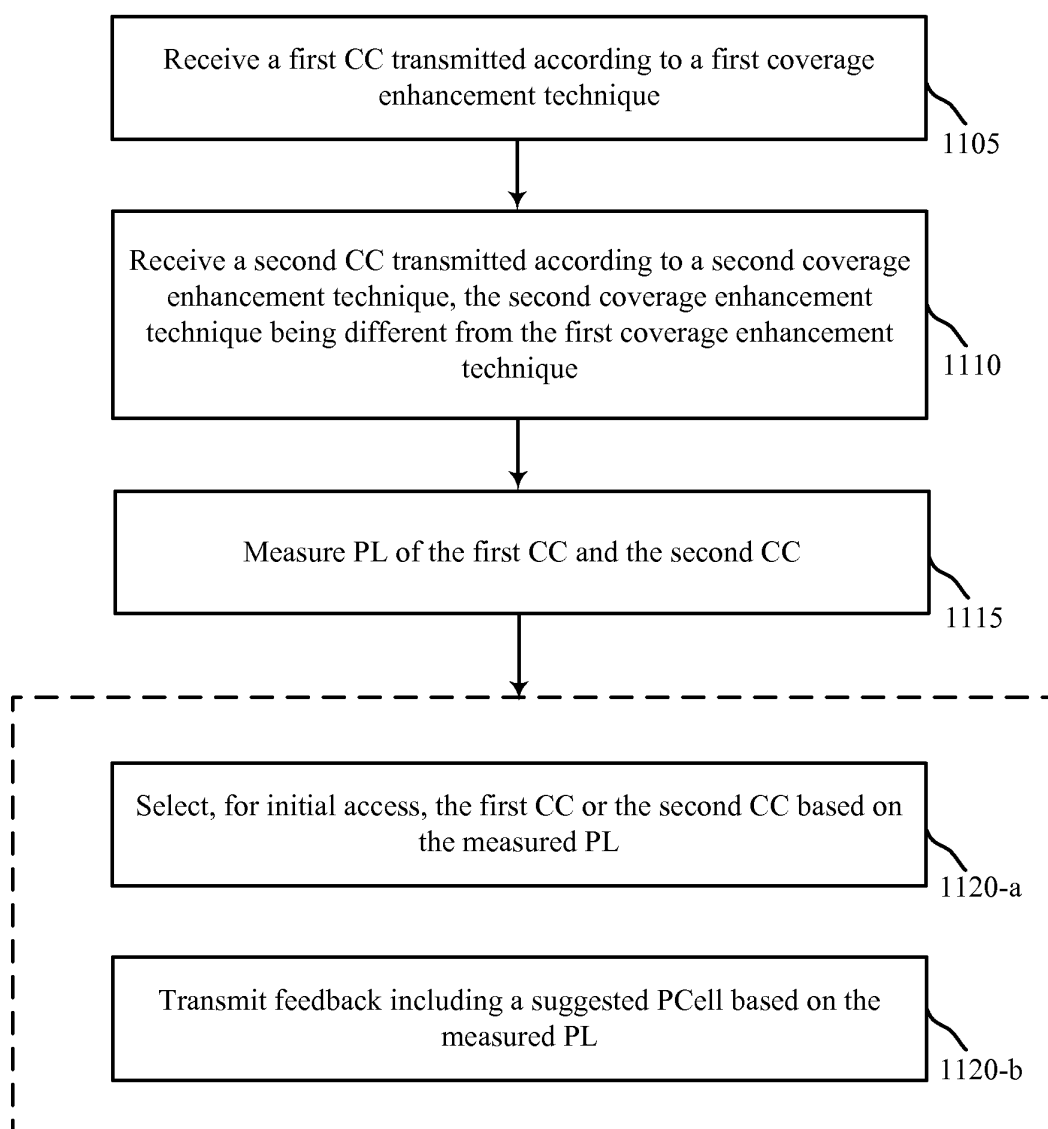 Receive a first CC transmitted according to a first coverage
enhancement technique
1105
Receive a second CC transmitted according to a second coverage
enhancement technique, the second coverage enhancement
technique being different from the first coverage enhancement
technique
1110
Measure PL of the first CC and the second CC
1115
Select, for initial access, the first CC or the second CC based on
the measured PL
1120-a
Transmit feedback including a suggested PCell based on the
measured PL
1120-b